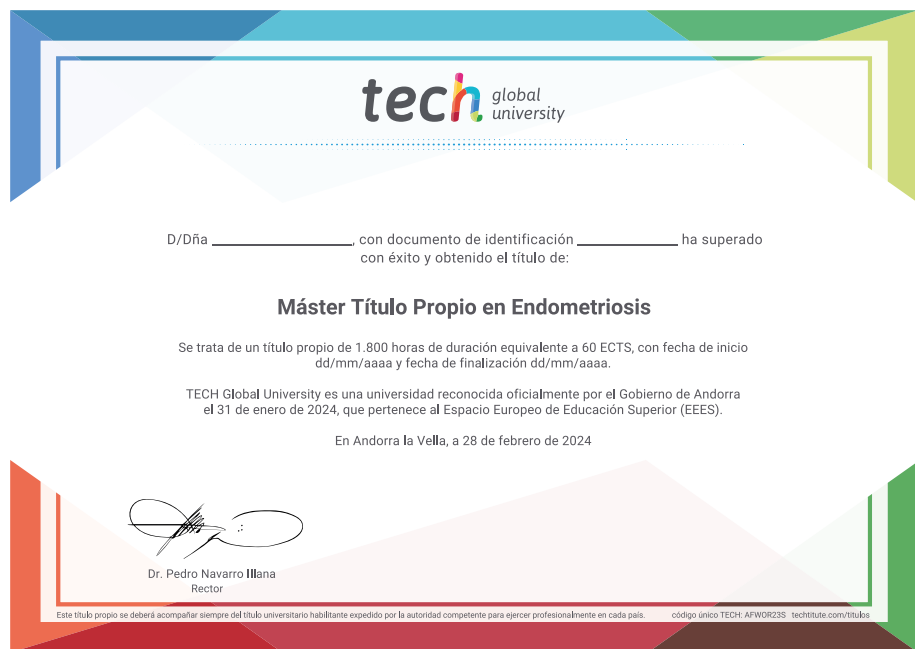 tech global
university
D/Dña ____________________, con documento de identificación ______________ ha superado
con éxito y obtenido el título de:
Máster Título Propio en Endometriosis
Se trata de un título propio de 1.800 horas de duración equivalente a 60 ECTS, con fecha de inicio
dd/mm/aaaa y fecha de finalización dd/mm/aaaa.
TECH Global University es una universidad reconocida oficialmente por el Gobierno de Andorra
el 31 de enero de 2024, que pertenece al Espacio Europeo de Educación Superior (EEES).
En Andorra la Vella, a 28 de febrero de 2024
Dr. Pedro Navarro Illana
Rector
Este título propio se deberá acompañar siempre del título universitario habilitante expedido por la autoridad competente para ejercer profesionalmente en cada país. código único TECH: AFWOR23S techtitute.com/titulos